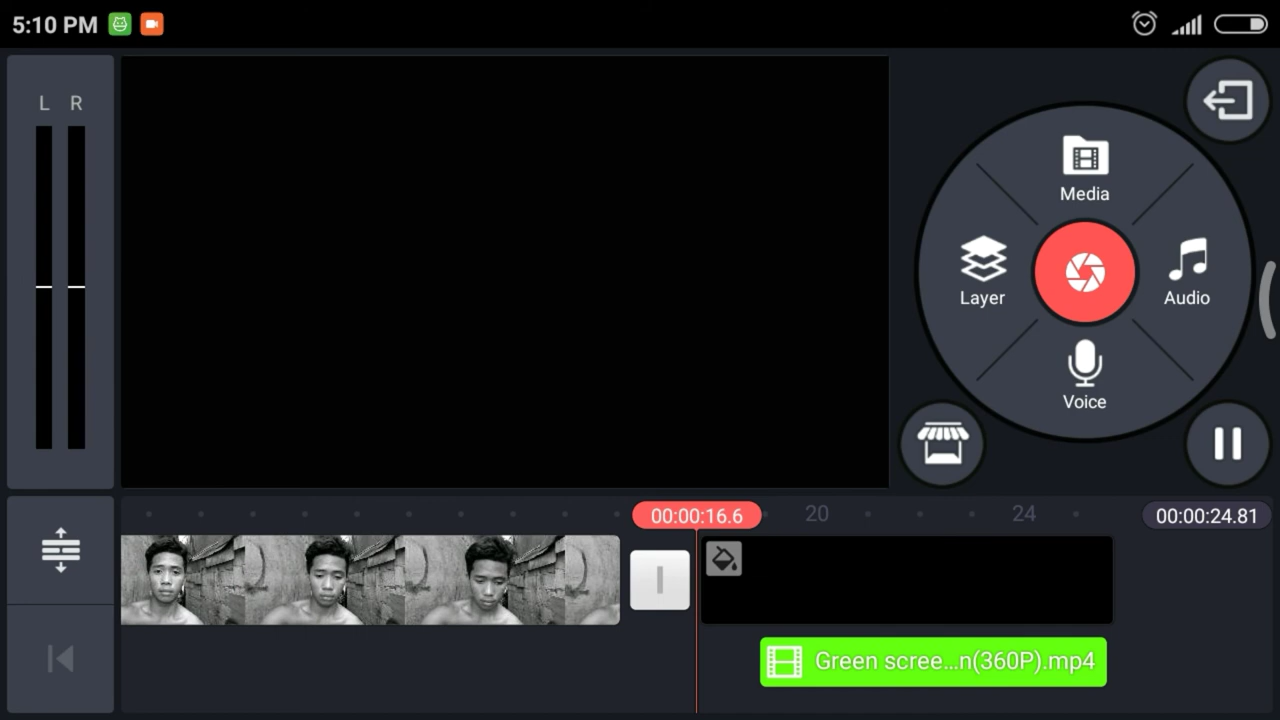 5:10 PM
L R
Media
Layer
Audio
Voice
00:00:16.6
20
24
00:00:24.81
Green scree...n(360P).mp4